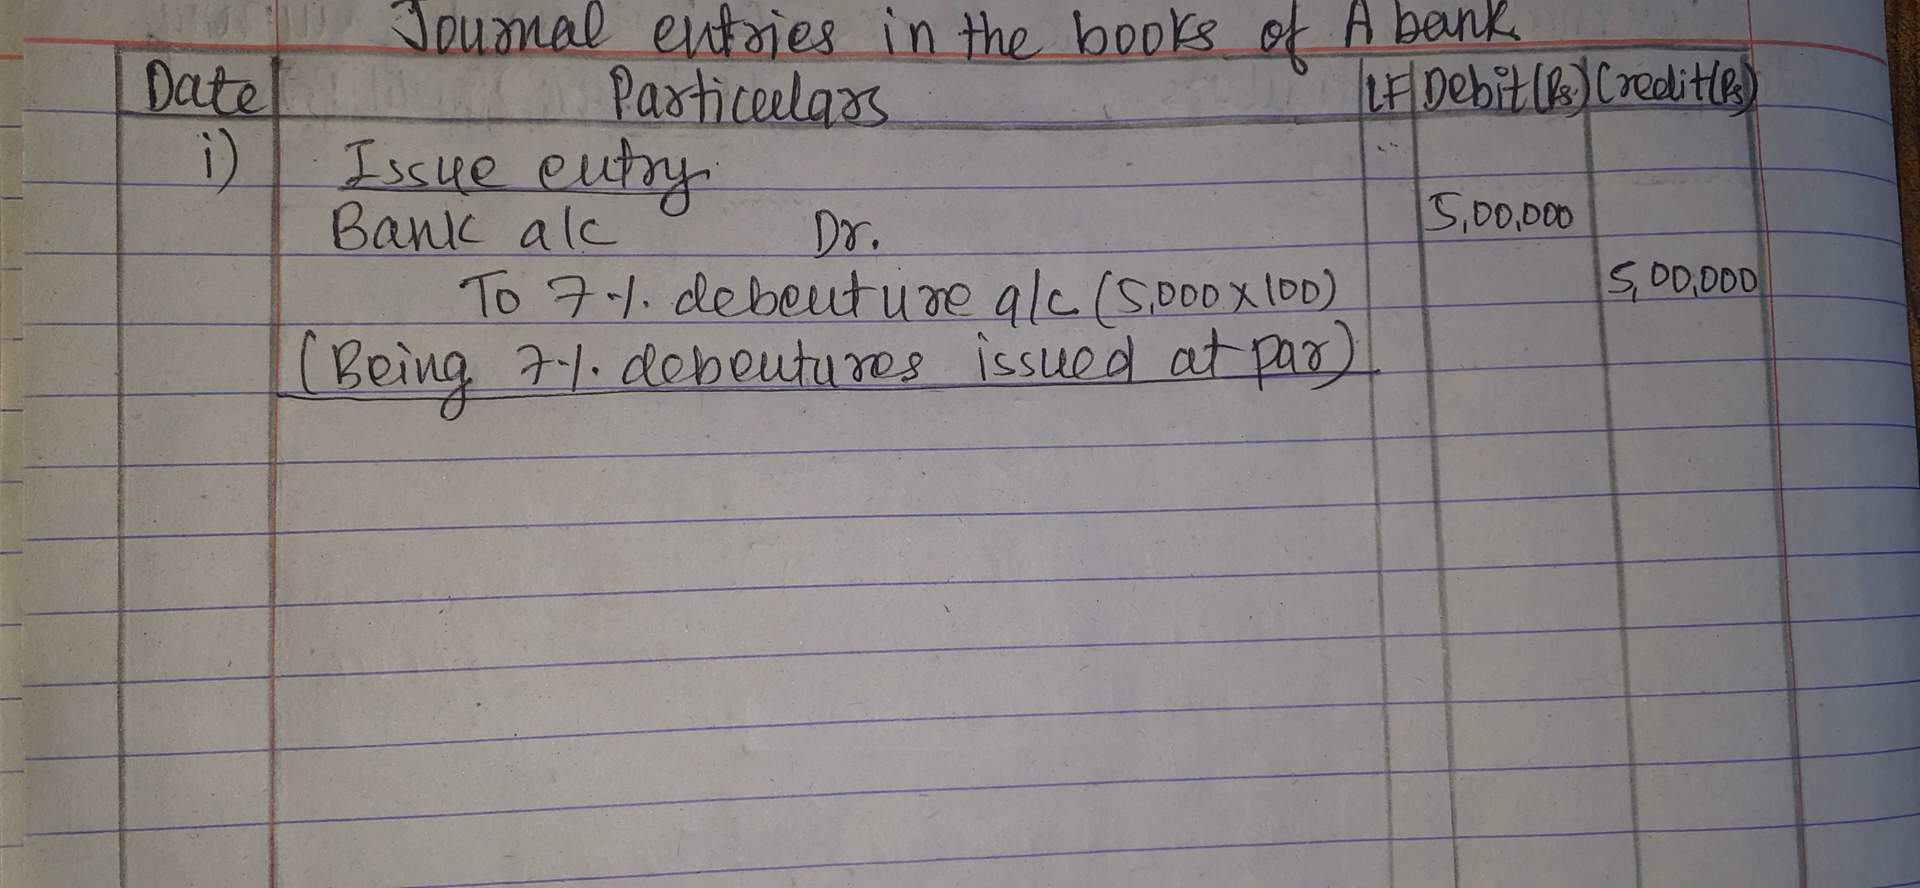 Journal entries in the books of A bank
Date Particulars LF Debit(Rs) Credit(Rs)
i) Issue entry
Bank a/c Dr. 5,00,000
To 7% debenture a/c (5,000 x 100) 5,00,000
(Being 7% debentures issued at par)